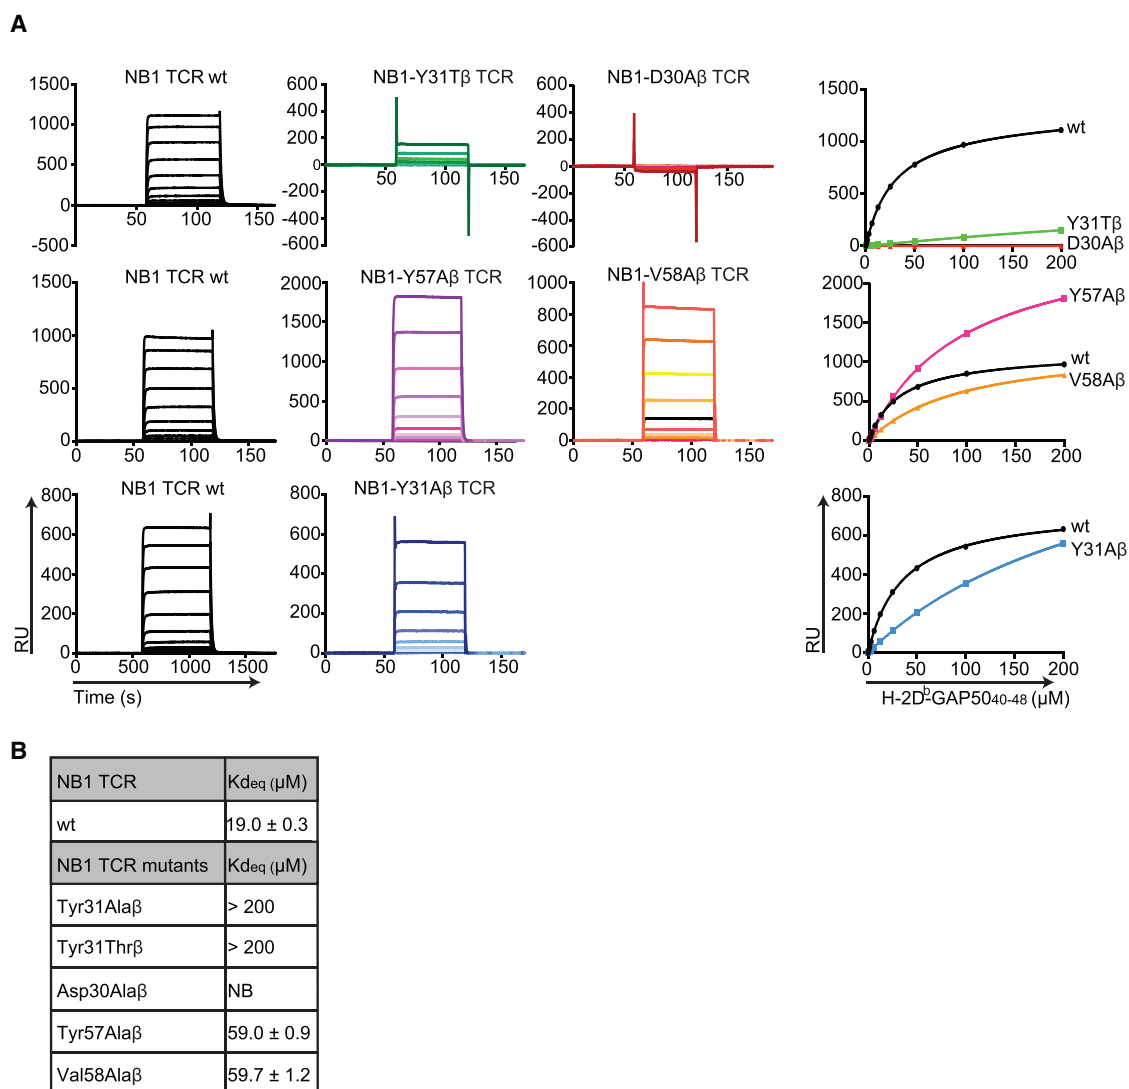 A
NB1 TCR wt
1500
1000
500
0
-500
50 100 150
NB1-Y31Tβ TCR
600
400
200
0
-200
-400
-600
50 100 150
NB1-D30Aβ TCR
600
400
200
0
-200
-400
-600
50 100 150
1500
1000
500
0
0 50 100 150 200
wt
Y31Tβ
D30Aβ
NB1 TCR wt
1500
1000
500
0
0 50 100 150
NB1-Y57Aβ TCR
2000
1500
1000
500
0
0 50 100 150
NB1-V58Aβ TCR
1000
800
600
400
200
0
0 50 100 150
2000
1500
1000
500
0
0 50 100 150 200
Y57Aβ
wt
V58Aβ
NB1 TCR wt
800
600
400
200
0
0 500 1000 1500
RU
Time (s)
NB1-Y31Aβ TCR
800
600
400
200
0
0 50 100 150
800
600
400
200
0
0 50 100 150 200
wt
Y31Aβ
RU
H-2Db-GAP5040-48 (μM)
B
NB1 TCR Kdeq (μM)
wt 19.0 ± 0.3
NB1 TCR mutants Kdeq (μM)
Tyr31Alaβ > 200
Tyr31Thrβ > 200
Asp30Alaβ NB
Tyr57Alaβ 59.0 ± 0.9
Val58Alaβ 59.7 ± 1.2